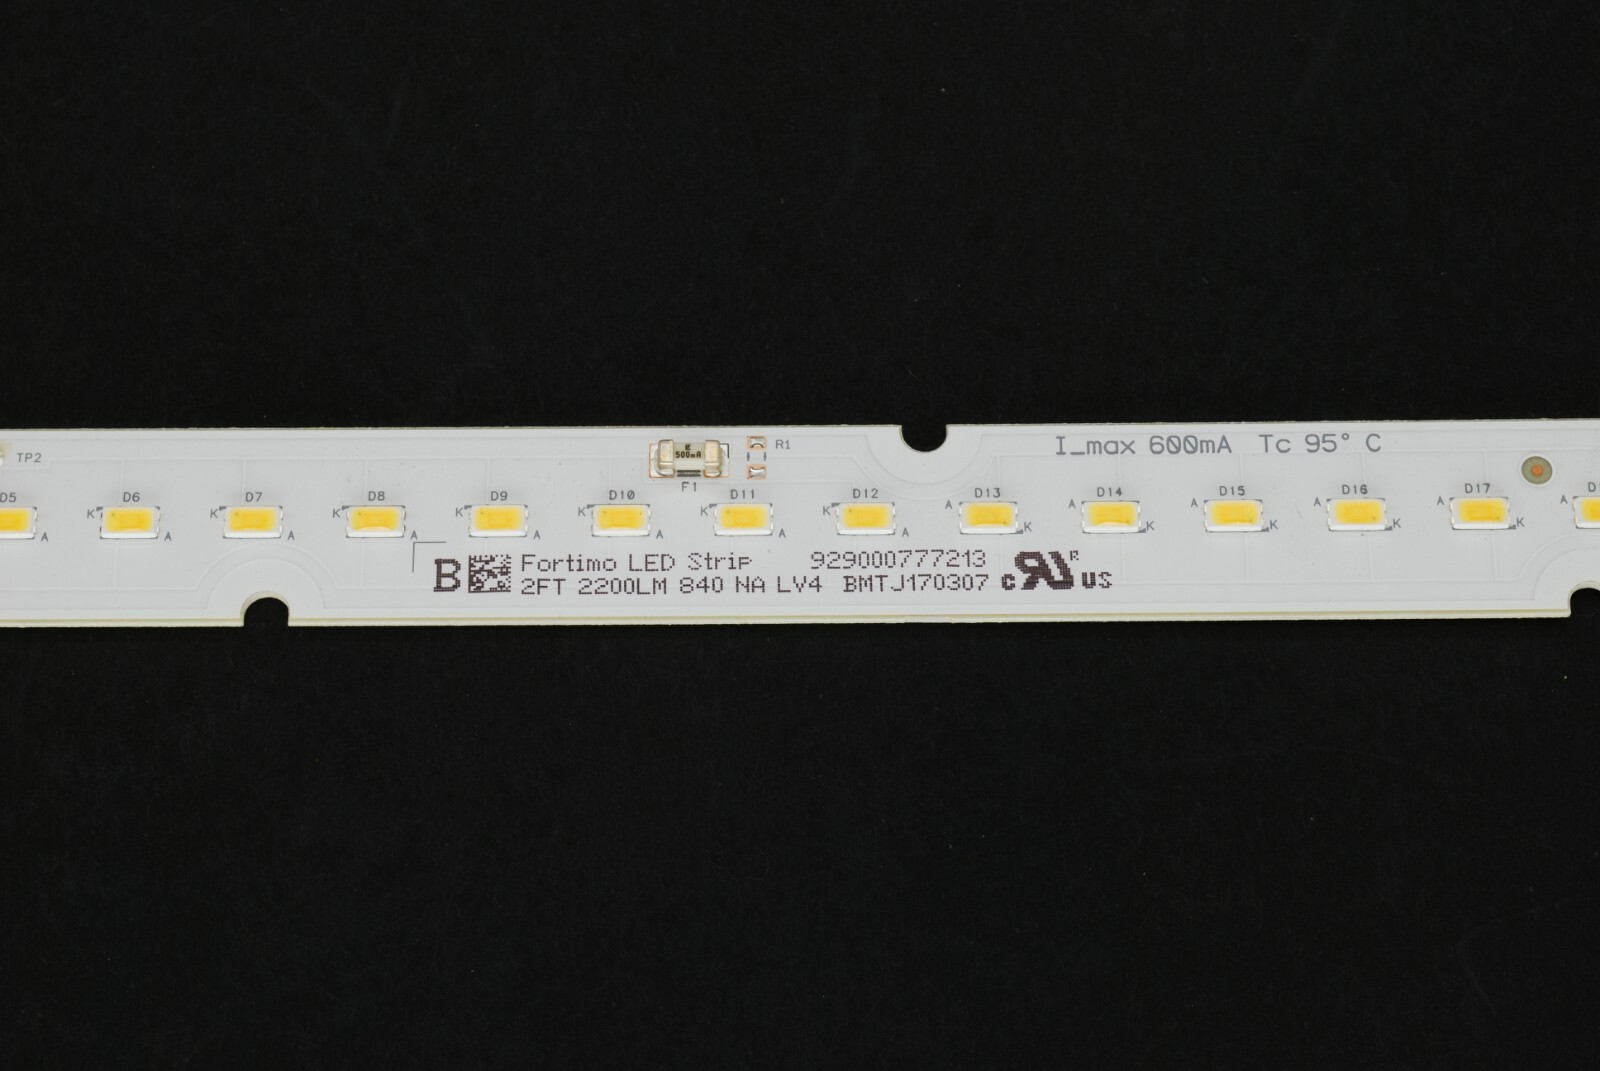 I_max 600mA Tc 95° C
TP2
500mA
R1
F1
D5 D6 D7 D8 D9 D10 D11 D12 D13 D14 D15 D16 D17
K A K A K A K A K A K A K A A K A K A K A K A K A
B Fortimo LED Strip 929000777213
2FT 2200LM 840 NA LV4 BMTJ170307 c RU US